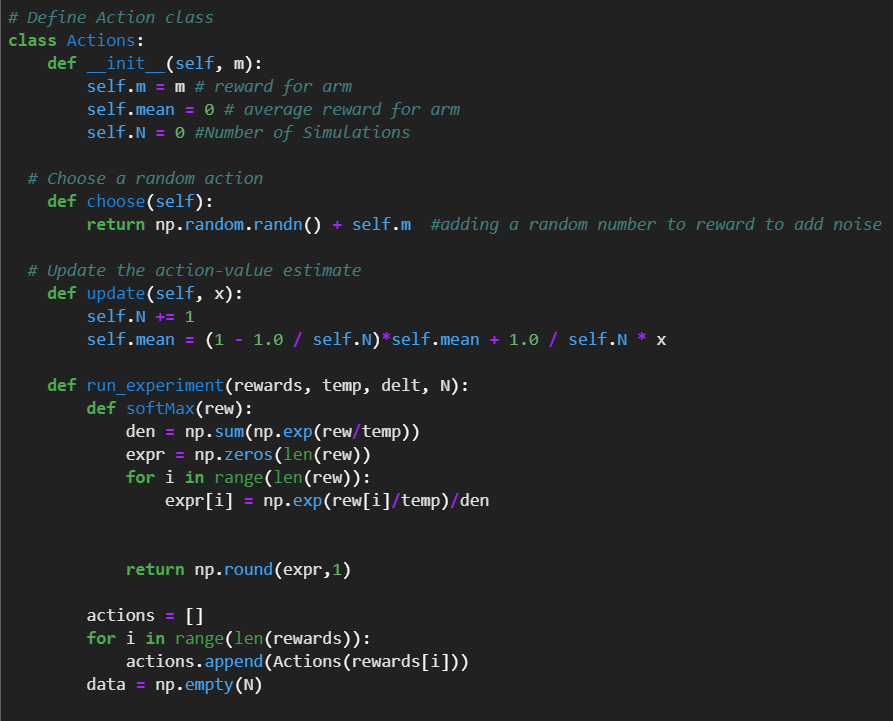 # Define Action class
class Actions:
    def __init__(self, m):
        self.m = m # reward for arm
        self.mean = 0 # average reward for arm
        self.N = 0 #Number of Simulations
  # Choose a random action
    def choose(self):
        return np.random.randn() + self.m  #adding a random number to reward to add noise
  # Update the action-value estimate
    def update(self, x):
        self.N += 1
        self.mean = (1 - 1.0 / self.N)*self.mean + 1.0 / self.N * x
    def run_experiment(rewards, temp, delt, N):
        def softMax(rew):
            den = np.sum(np.exp(rew/temp))
            expr = np.zeros(len(rew))
            for i in range(len(rew)):
                expr[i] = np.exp(rew[i]/temp)/den
            return np.round(expr,1)
        actions = []
        for i in range(len(rewards)):
            actions.append(Actions(rewards[i]))
        data = np.empty(N)